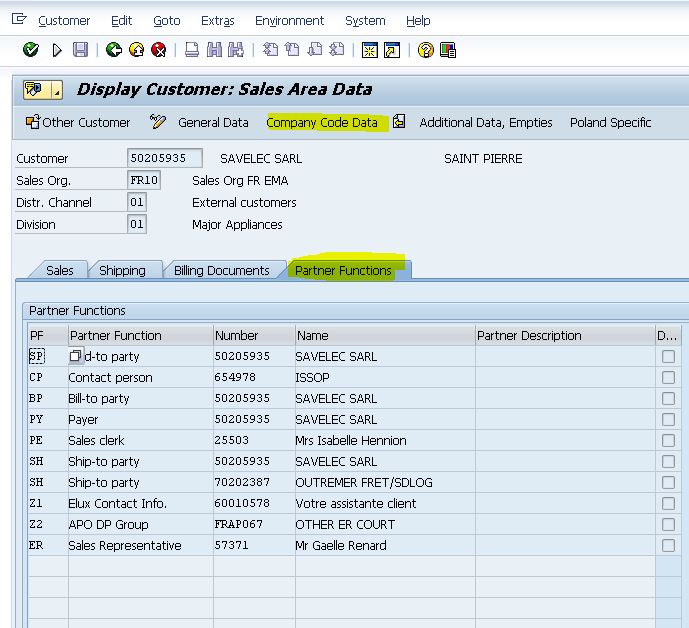 Customer Edit Goto Extras Environment System Help
Display Customer: Sales Area Data
Other Customer General Data Company Code Data Additional Data, Empties Poland Specific
Customer 50205935 SAVELEC SARL SAINT PIERRE
Sales Org. FR10 Sales Org FR EMA
Distr. Channel 01 External customers
Division 01 Major Appliances
Sales Shipping Billing Documents Partner Functions
Partner Functions
PF Partner Function Number Name Partner Description D...
SP d-to party 50205935 SAVELEC SARL
CP Contact person 654978 ISSOP
BP Bill-to party 50205935 SAVELEC SARL
PY Payer 50205935 SAVELEC SARL
PE Sales clerk 25503 Mrs Isabelle Hennion
SH Ship-to party 50205935 SAVELEC SARL
SH Ship-to party 70202387 OUTREMER FRET/SDLOG
Z1 Elux Contact Info. 60010578 Votre assistante client
Z2 APO DP Group FRAP067 OTHER ER COURT
ER Sales Representative 57371 Mr Gaelle Renard